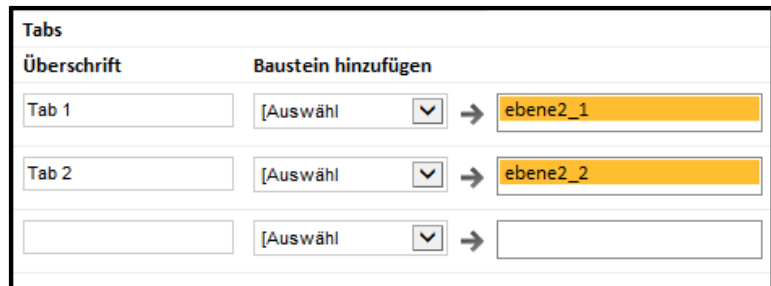 Tabs
Überschrift Baustein hinzufügen
Tab 1 [Auswähl ebene2_1
Tab 2 [Auswähl ebene2_2
[Auswähl